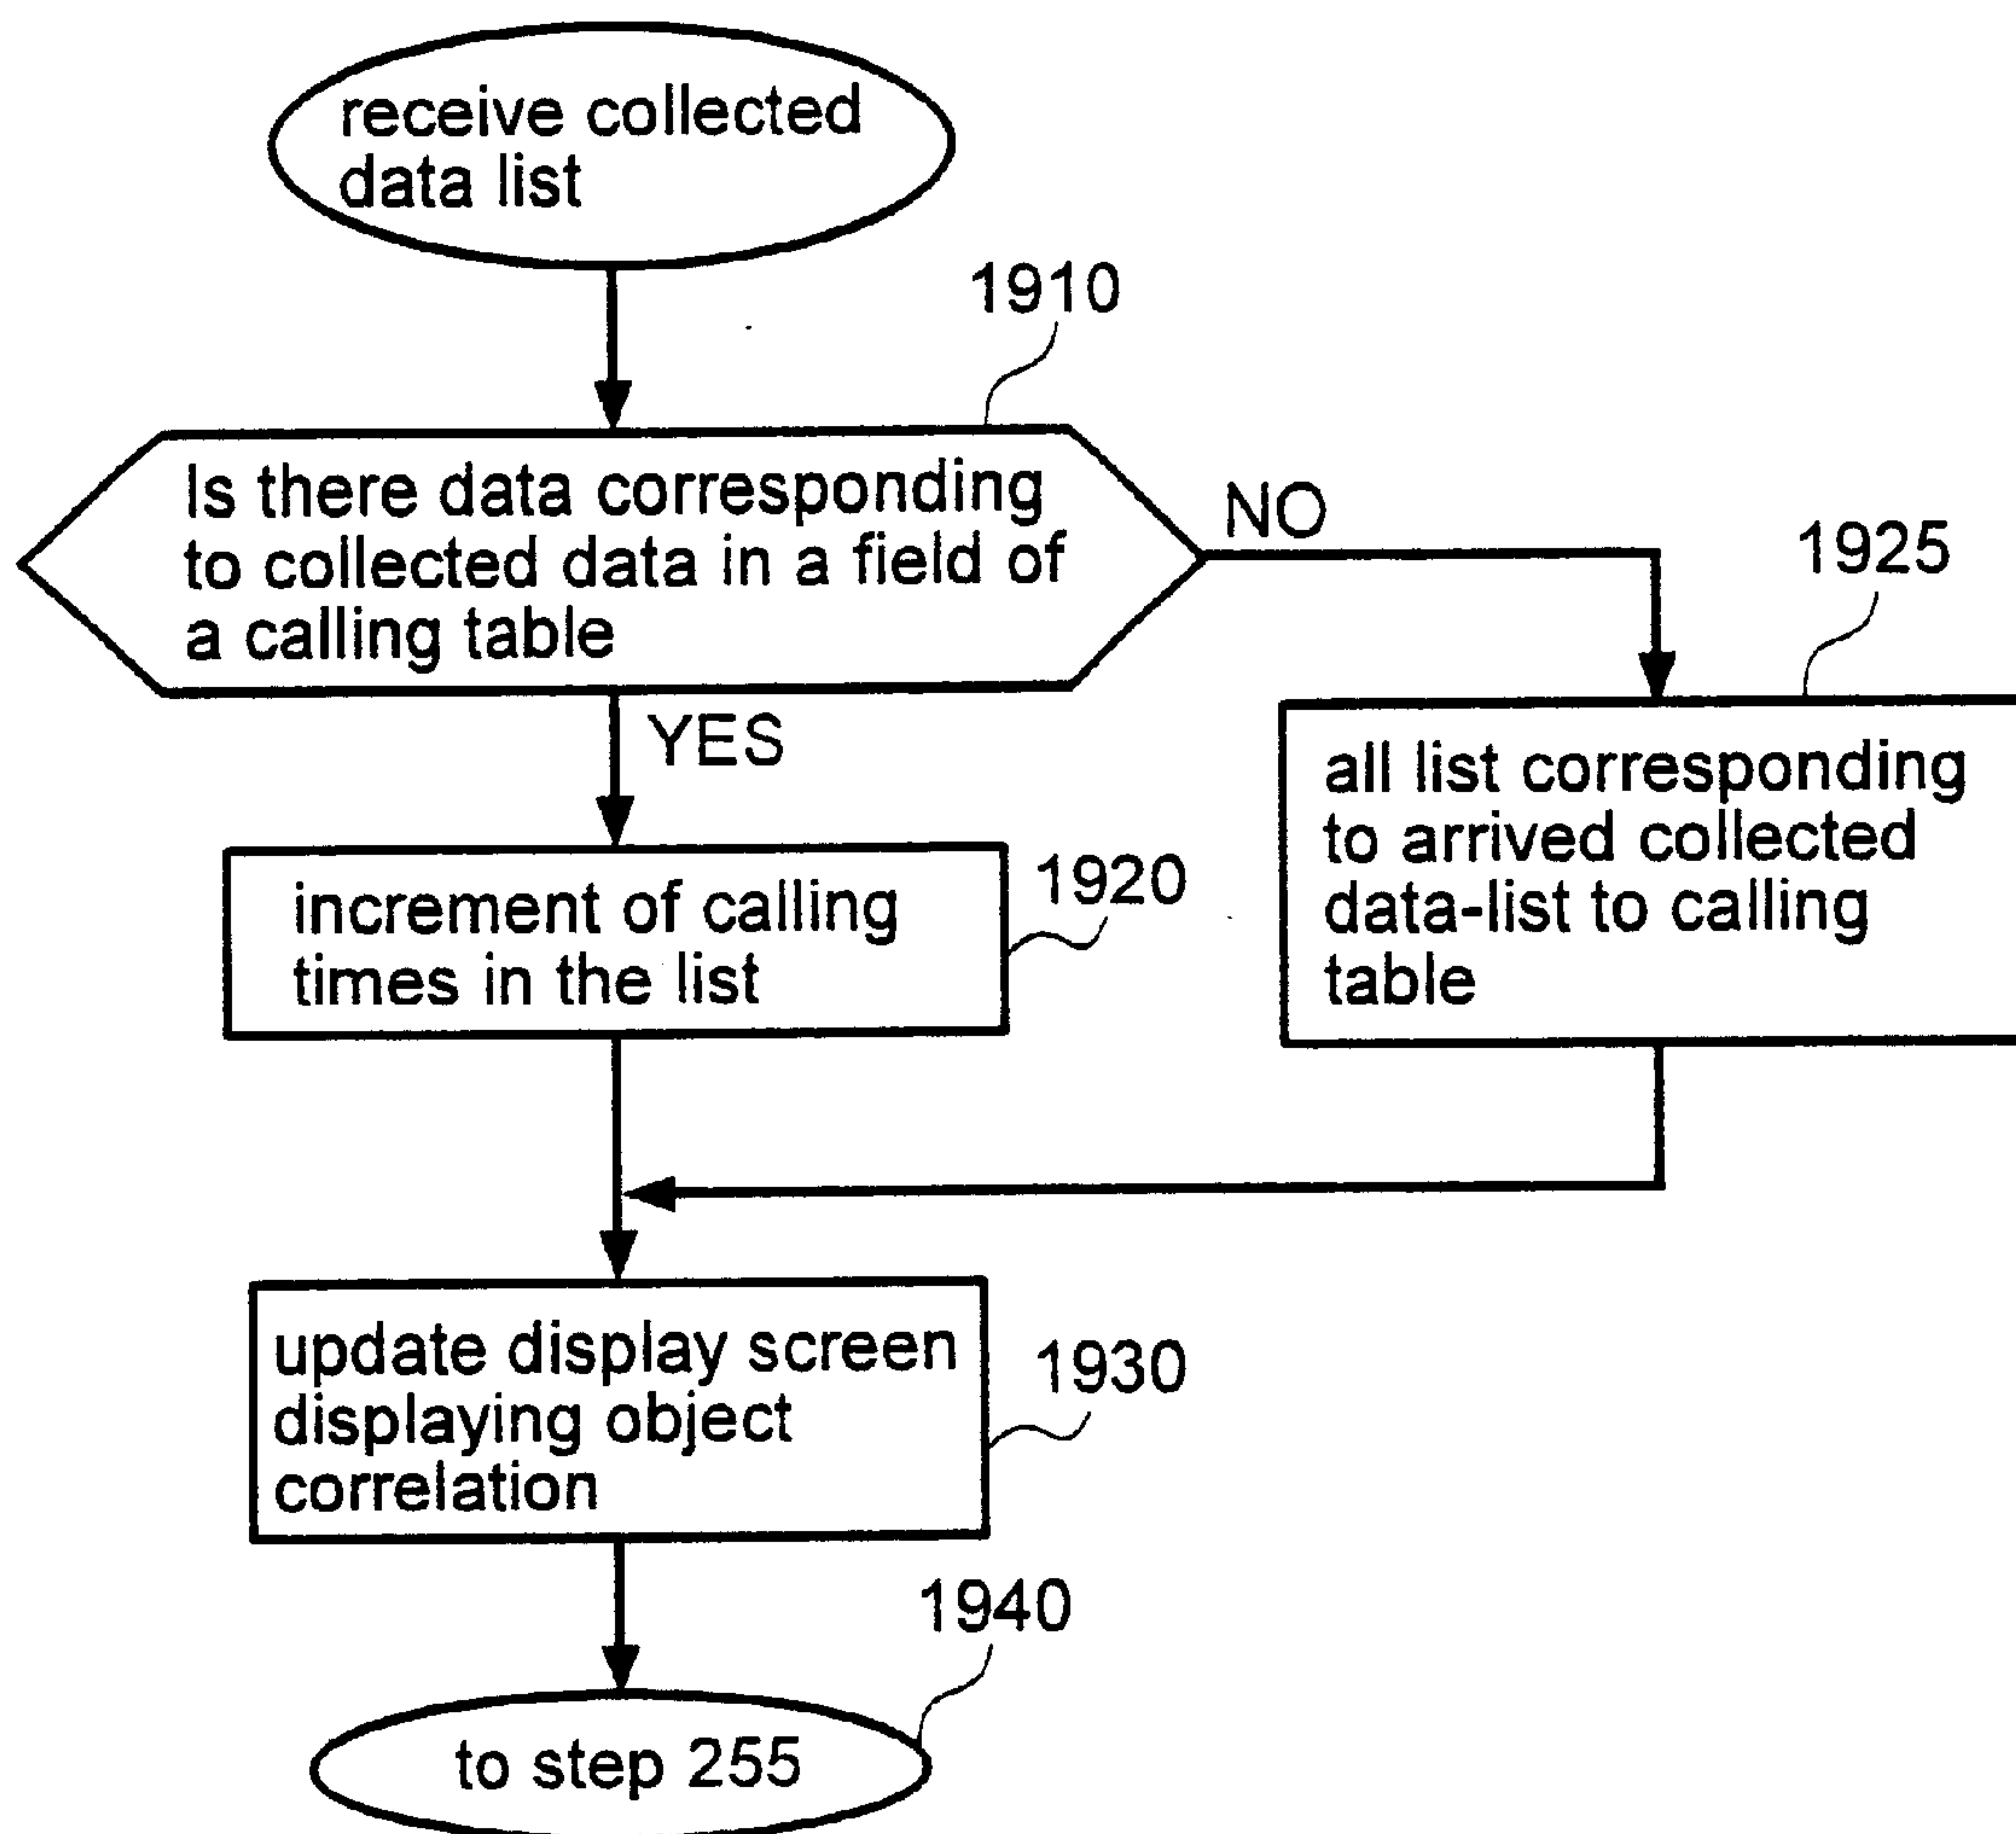 receive collected
data list
1910
Is there data corresponding
to collected data in a field of
a calling table
NO
1925
YES
all list corresponding
to arrived collected
data-list to calling
table
increment of calling
times in the list
1920
update display screen
displaying object
correlation
1930
1940
to step 255